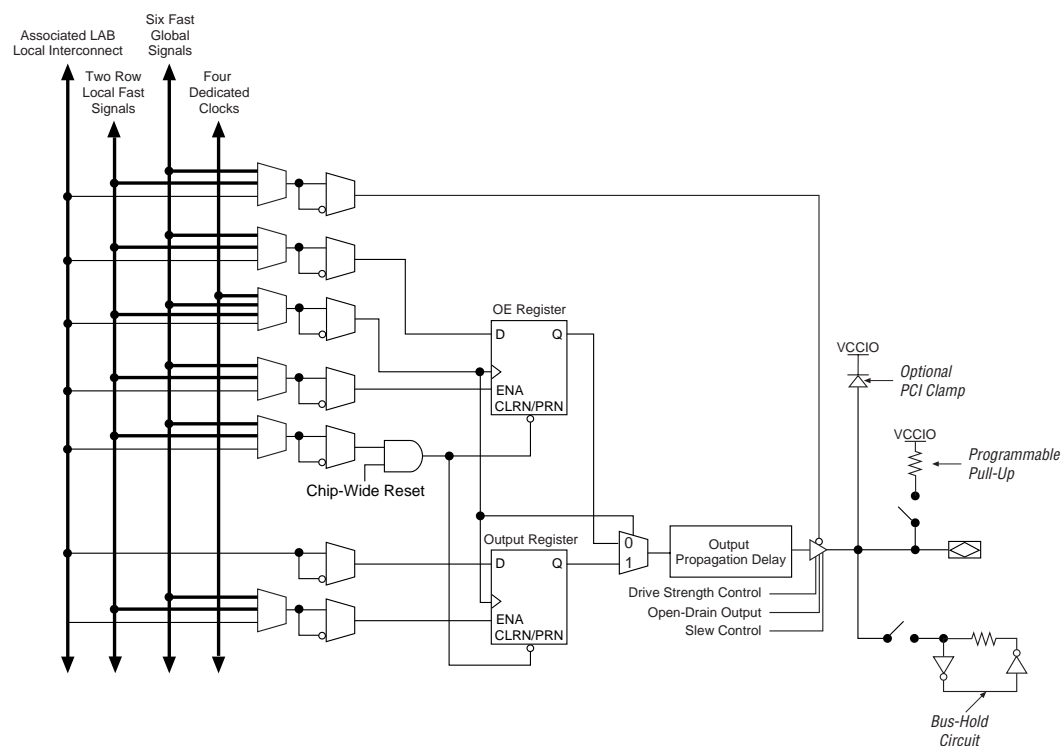 Associated LAB
Local Interconnect
Six Fast
Global
Signals
Two Row
Local Fast
Signals
Four
Dedicated
Clocks
OE Register
D
Q
ENA
CLRN/PRN
Chip-Wide Reset
Output Register
D
Q
ENA
CLRN/PRN
0
1
Output
Propagation Delay
Drive Strength Control
Open-Drain Output
Slew Control
VCCIO
Optional
PCI Clamp
VCCIO
Programmable
Pull-Up
Bus-Hold
Circuit